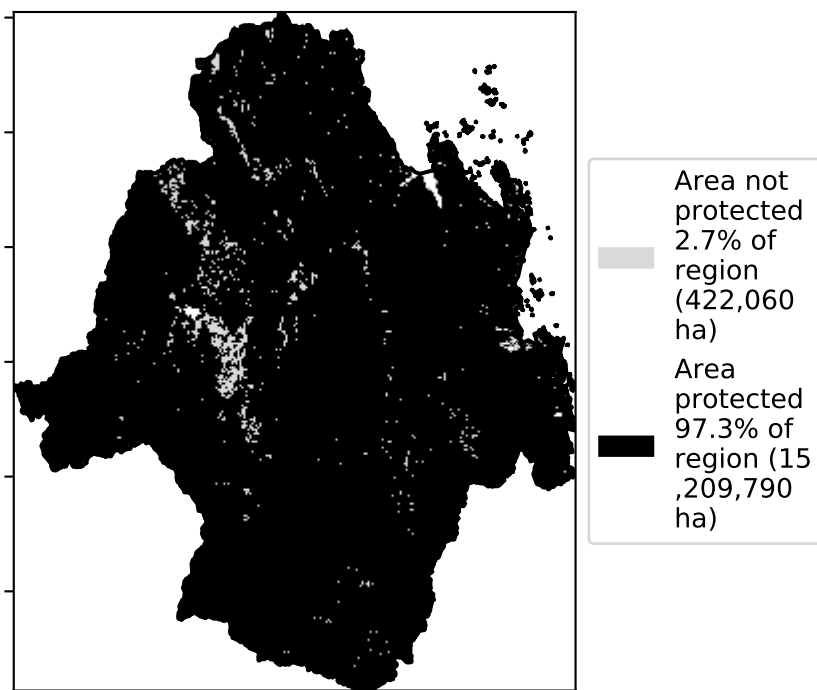 Area not
protected
2.7% of
region
(422,060
ha)
Area
protected
97.3% of
region (15
,209,790
ha)